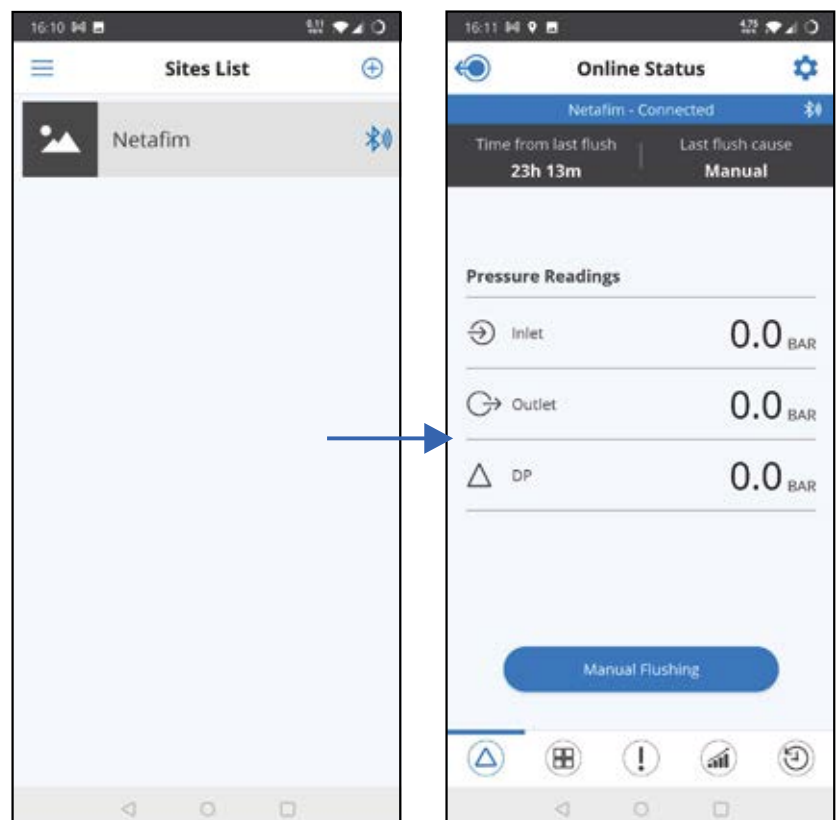 16:10
Sites List
Netafim
16:11
Online Status
Netafim - Connected
Time from last flush
23h 13m
Last flush cause
Manual
Pressure Readings
Inlet
0.0 BAR
Outlet
0.0 BAR
DP
0.0 BAR
Manual Flushing